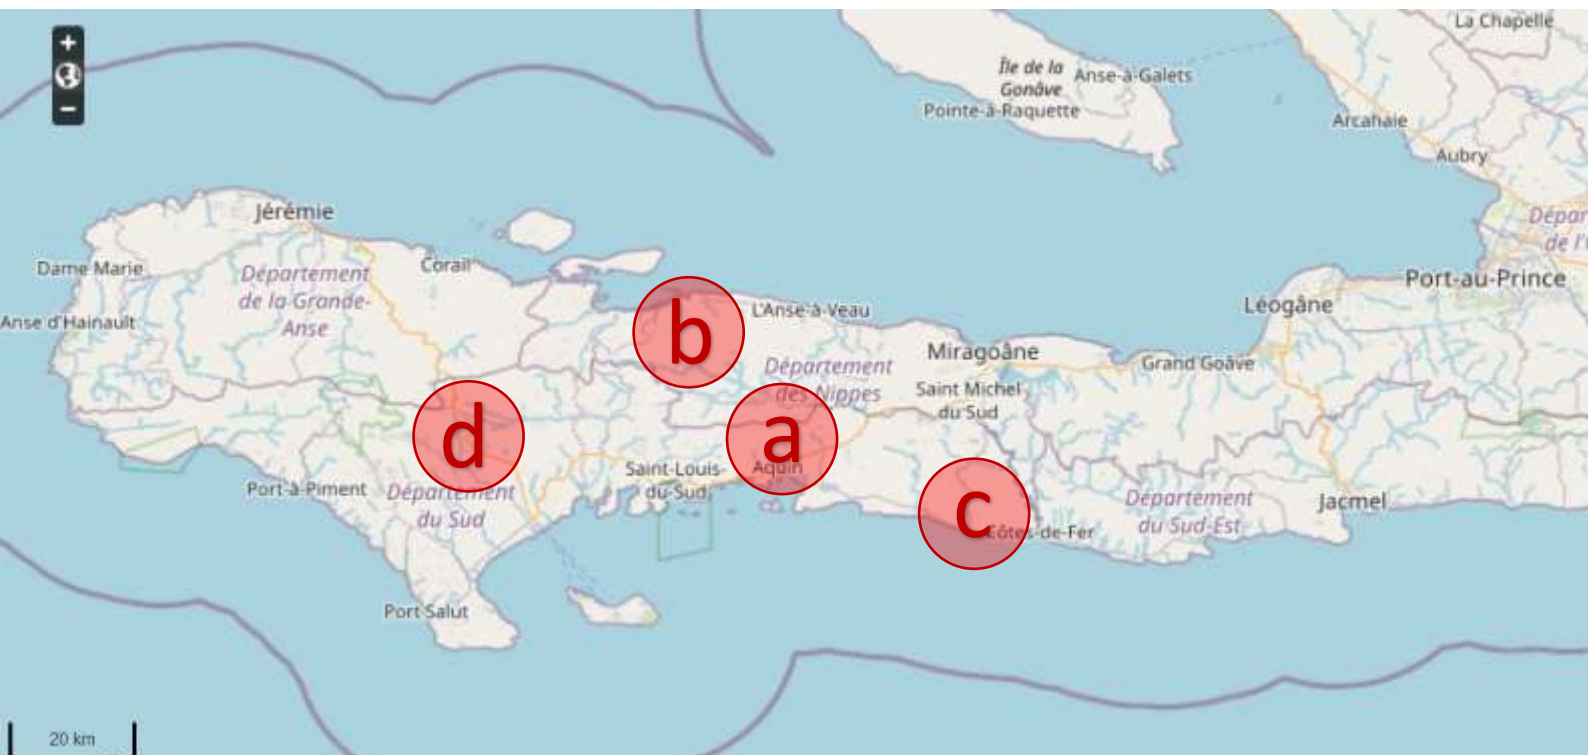 +
−
La Chapelle
Île de la
Gonâve
Anse-à-Galets
Pointe-à-Raquette
Arcahaie
Aubry
Jérémie
Dépar
de l'
Dame Marie
Corail
Département
de la Grande-
Anse
Port-au-Prince
b
L'Anse-à-Veau
Léogâne
Anse d'Hainault
Miragoâne
Grand Goâve
Département
des Nippes
Saint Michel
du Sud
d
a
Saint-Louis-
du-Sud
Aquin
Port-à-Piment
Département
du Sud
c
Côtes-de-Fer
Département
du Sud-Est
Jacmel
Port Salut
20 km